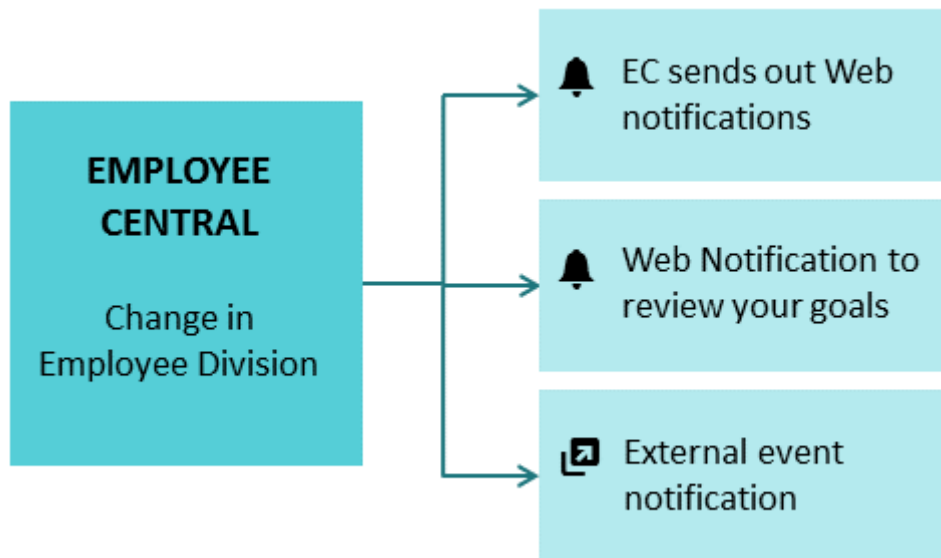 EMPLOYEE
CENTRAL
Change in
Employee Division
EC sends out Web
notifications
Web Notification to
review your goals
External event
notification